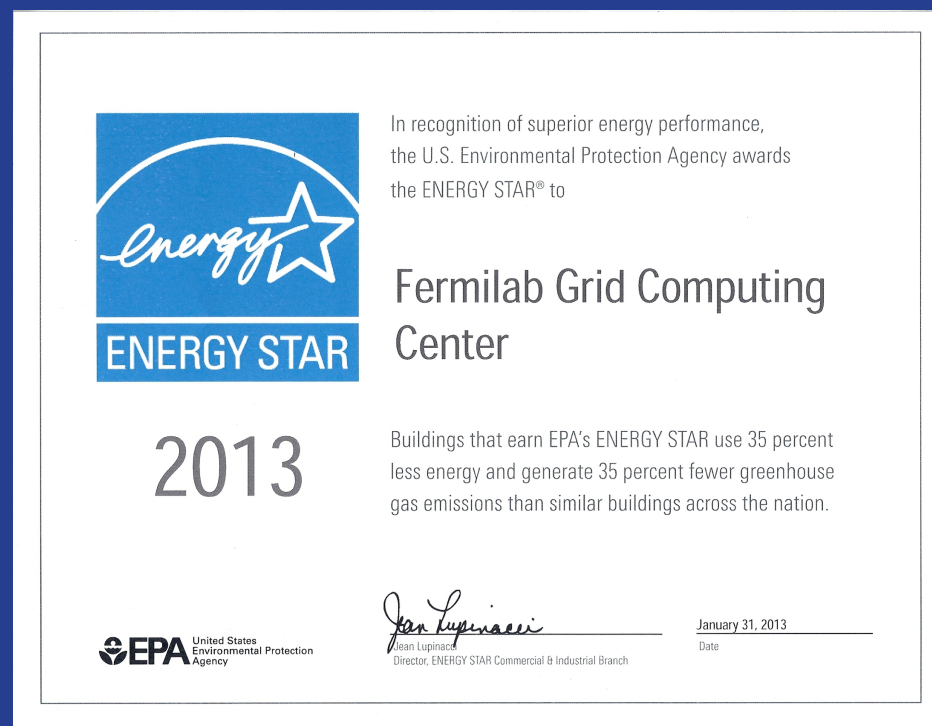 energy
ENERGY STAR
2013
In recognition of superior energy performance,
the U.S. Environmental Protection Agency awards
the ENERGY STAR® to
Fermilab Grid Computing
Center
Buildings that earn EPA's ENERGY STAR use 35 percent
less energy and generate 35 percent fewer greenhouse
gas emissions than similar buildings across the nation.
EPA
United States
Environmental Protection
Agency
Jean Lupinacci
Jean Lupinacci
Director, ENERGY STAR Commercial & Industrial Branch
January 31, 2013
Date